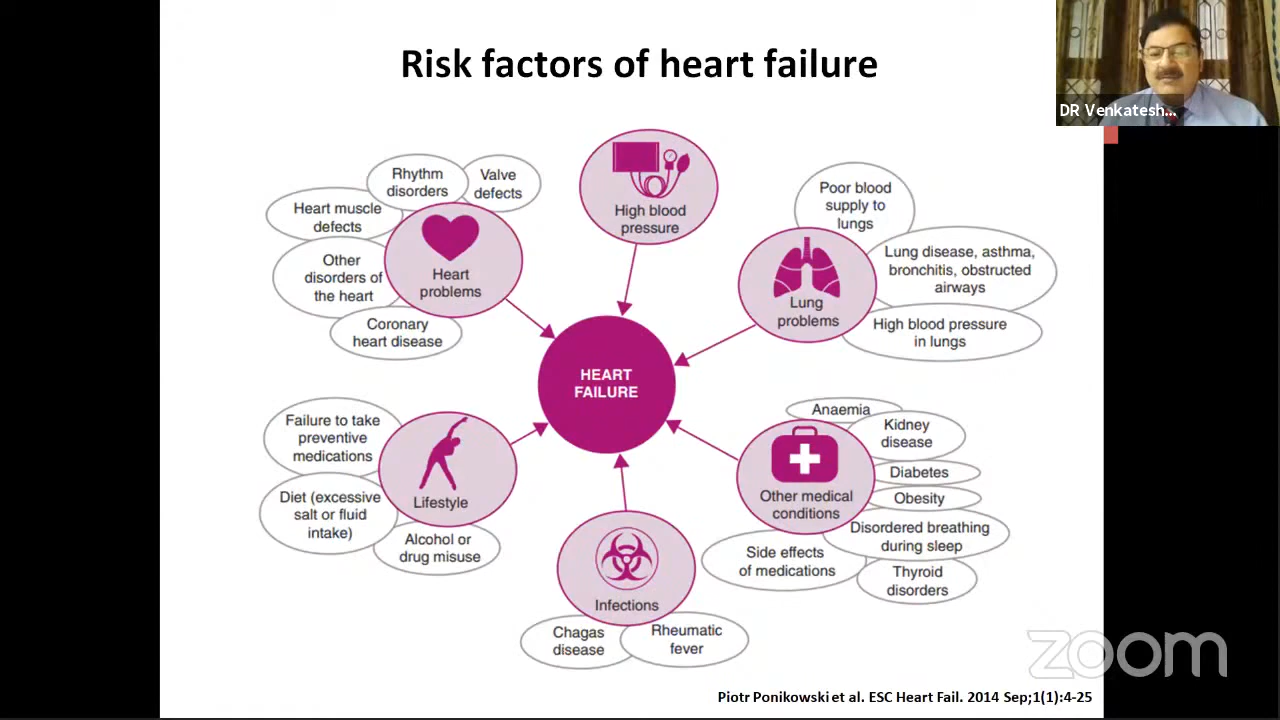 Risk factors of heart failure
DR Venkatesh...
Rhythm
disorders
Valve
defects
Heart muscle
defects
Other
disorders of
the heart
Coronary
heart disease
Heart
problems
High blood
pressure
Poor blood
supply to
lungs
Lung disease, asthma,
bronchitis, obstructed
airways
High blood pressure
in lungs
Lung
problems
HEART
FAILURE
Failure to take
preventive
medications
Diet (excessive
salt or fluid
intake)
Alcohol or
drug misuse
Lifestyle
Infections
Chagas
disease
Rheumatic
fever
Anaemia
Kidney
disease
Diabetes
Obesity
Disordered breathing
during sleep
Thyroid
disorders
Side effects
of medications
Other medical
conditions
zoom
Piotr Ponikowski et al. ESC Heart Fail. 2014 Sep;1(1):4-25